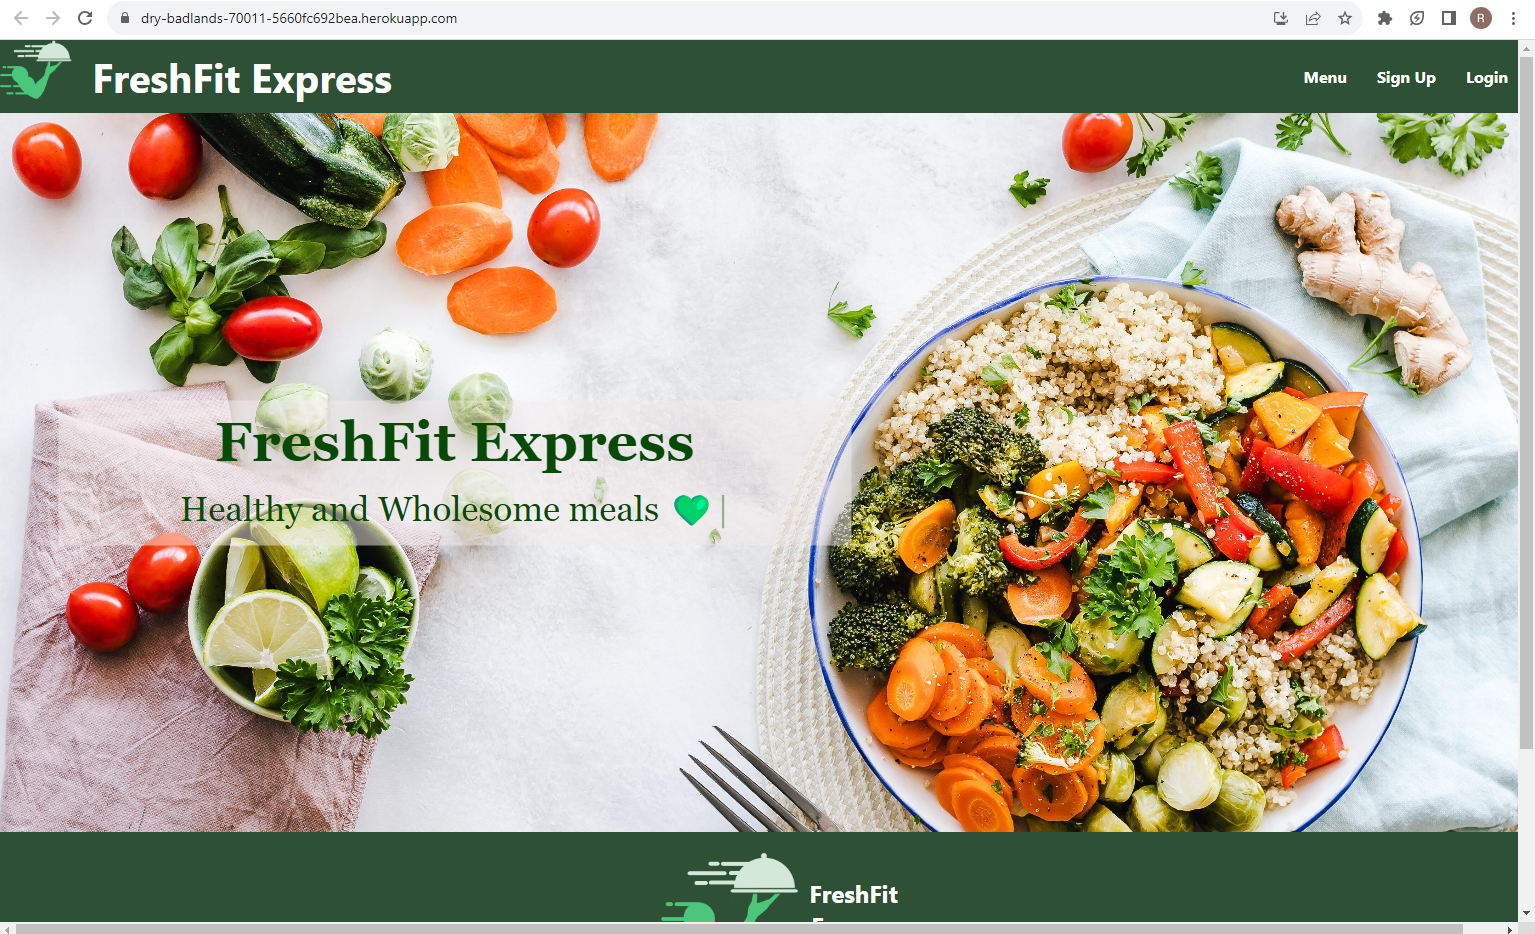 dry-badlands-70011-5660fc692bea.herokuapp.com
R
FreshFit Express
Menu Sign Up Login
FreshFit Express
Healthy and Wholesome meals 💚 |
FreshFit